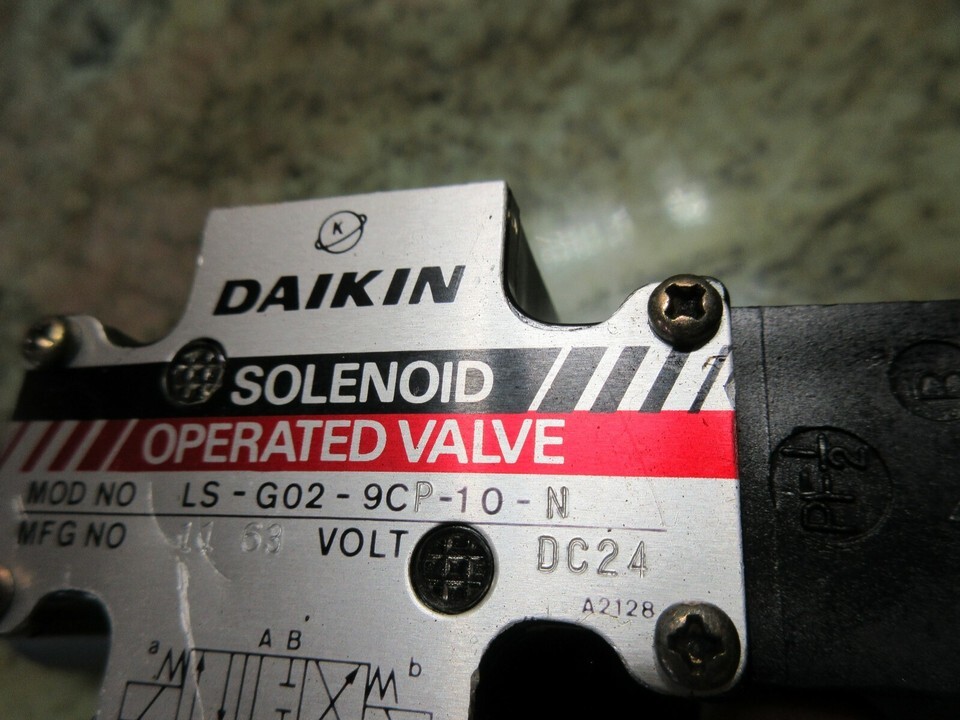 K
DAIKIN
SOLENOID
OPERATED VALVE
MOD NO LS-G02-9CP-10-N
MFG NO VOLT DC24
A2128
A B
a b
PF 1/2
B